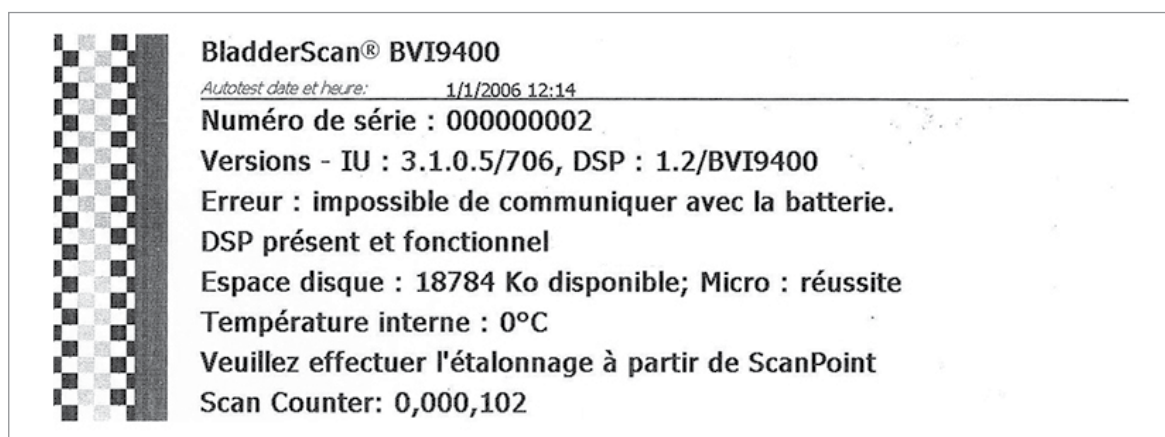 BladderScan® BVI9400
Autotest date et heure: 1/1/2006 12:14
Numéro de série : 000000002
Versions - IU : 3.1.0.5/706, DSP : 1.2/BVI9400
Erreur : impossible de communiquer avec la batterie.
DSP présent et fonctionnel
Espace disque : 18784 Ko disponible; Micro : réussite
Température interne : 0°C
Veuillez effectuer l'étalonnage à partir de ScanPoint
Scan Counter: 0,000,102